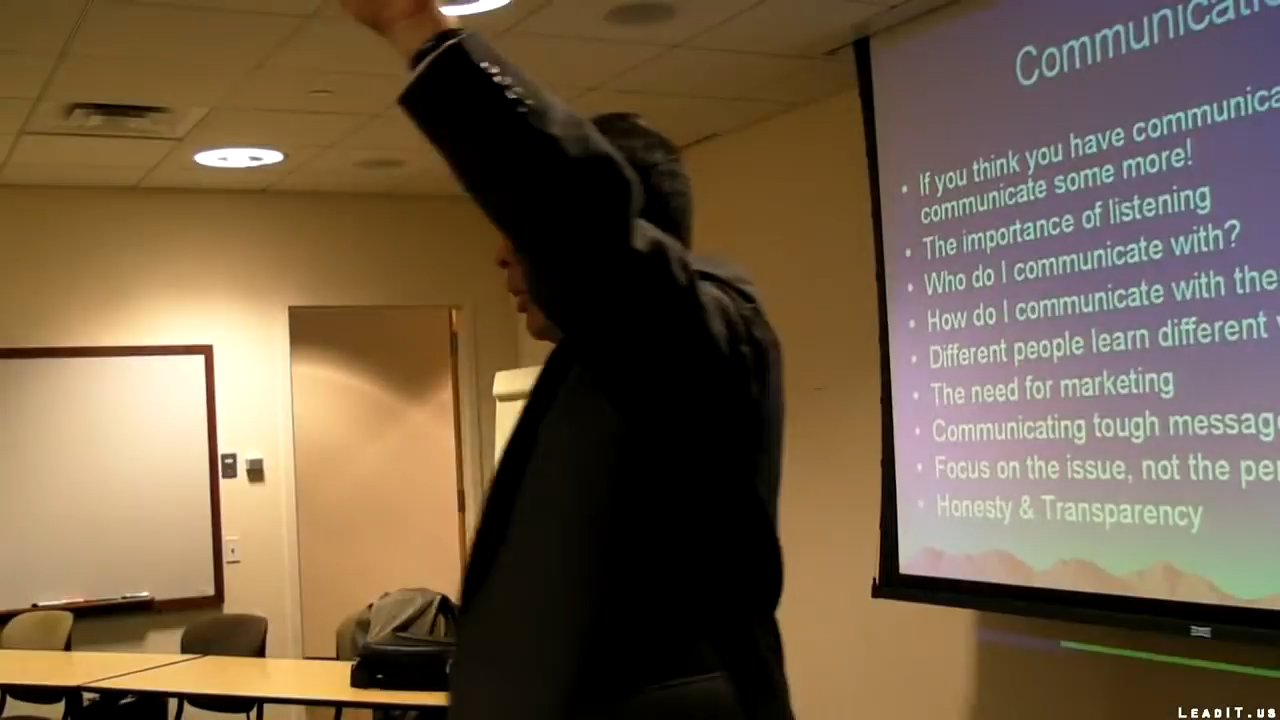 Communicati
• If you think you have communica
communicate some more!
• The importance of listening
• Who do I communicate with?
• How do I communicate with the
• Different people learn different
• The need for marketing
• Communicating tough messag
• Focus on the issue, not the per
• Honesty & Transparency
LEADIT.US